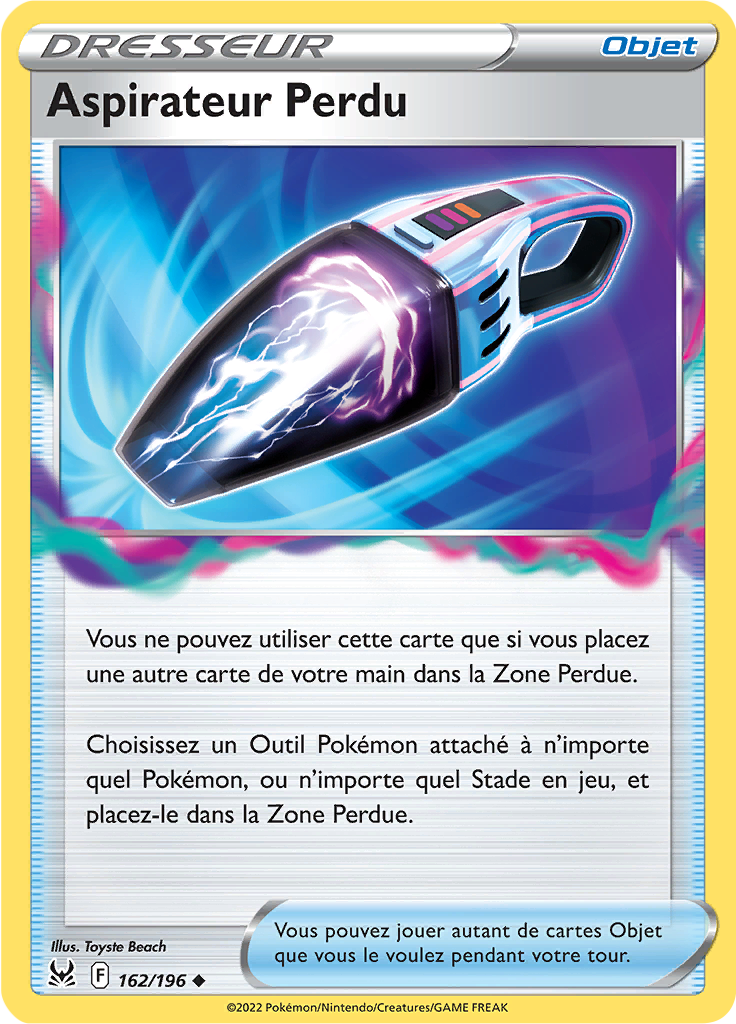 DRESSEUR
Objet
Aspirateur Perdu
Vous ne pouvez utiliser cette carte que si vous placez
une autre carte de votre main dans la Zone Perdue.
Choisissez un Outil Pokémon attaché à n'importe
quel Pokémon, ou n'importe quel Stade en jeu, et
placez-le dans la Zone Perdue.
Vous pouvez jouer autant de cartes Objet
que vous le voulez pendant votre tour.
Illus. Toyste Beach
F 162/196 ◆
©2022 Pokémon/Nintendo/Creatures/GAME FREAK